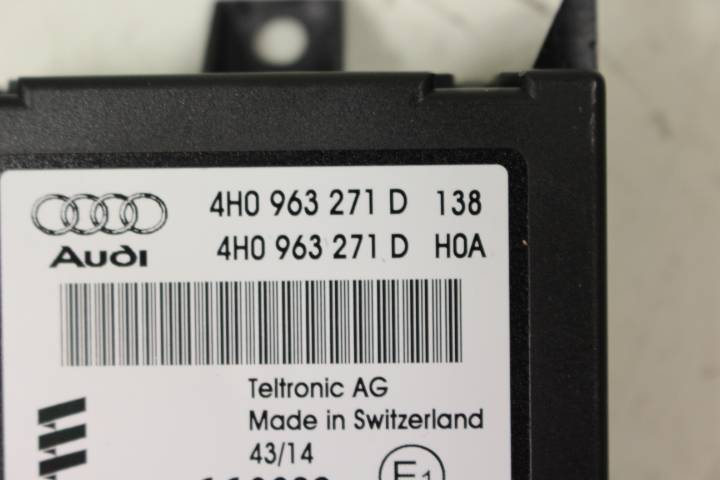 4H0 963 271 D 138
Audi 4H0 963 271 D H0A
Teltronic AG
Made in Switzerland
43/14
E1